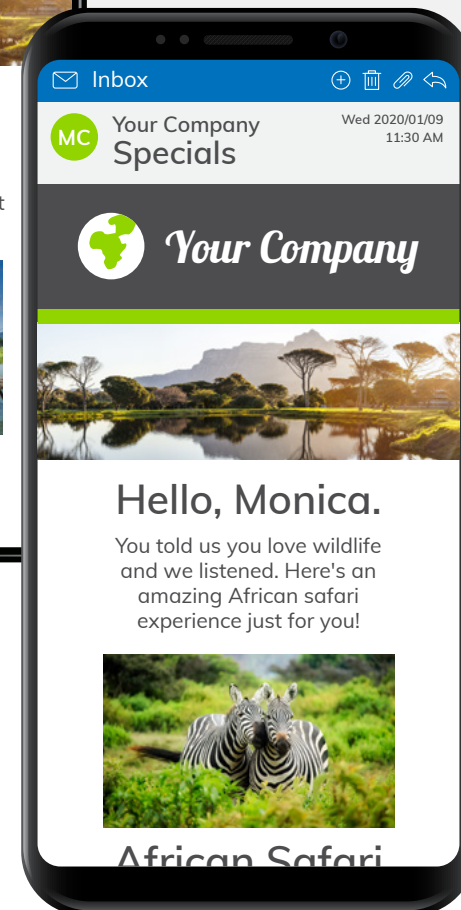 Inbox
MC
Your Company
Specials
Wed 2020/01/09
11:30 AM
Your Company
Hello, Monica.
You told us you love wildlife
and we listened. Here's an
amazing African safari
experience just for you!
African Safari